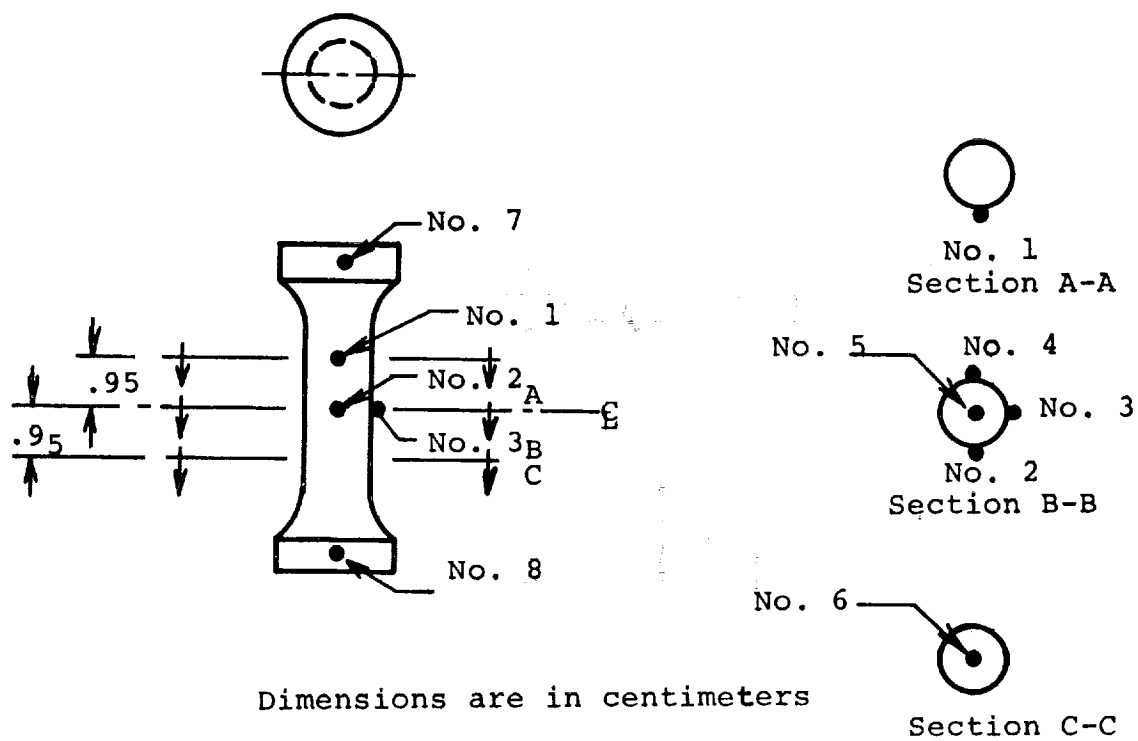 No. 7
No. 1
.95
No. 2
A
.95
No. 3
B
C
No. 8
No. 1
Section A-A
No. 5
No. 4
No. 3
No. 2
Section B-B
No. 6
Section C-C
Dimensions are in centimeters